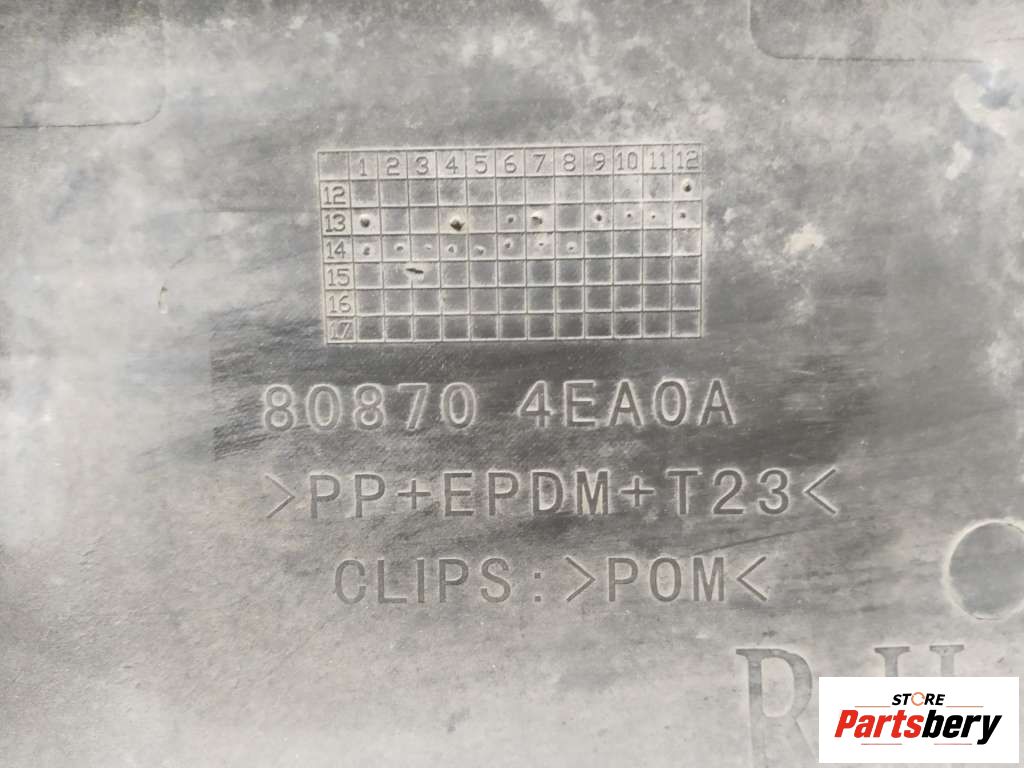 1 2 3 4 5 6 7 8 9 10 11 12
12
13
14
15
16
17
80870 4EA0A
>PP+EPDM+T23<
CLIPS:>POM<
RH
STORE
Partsbery